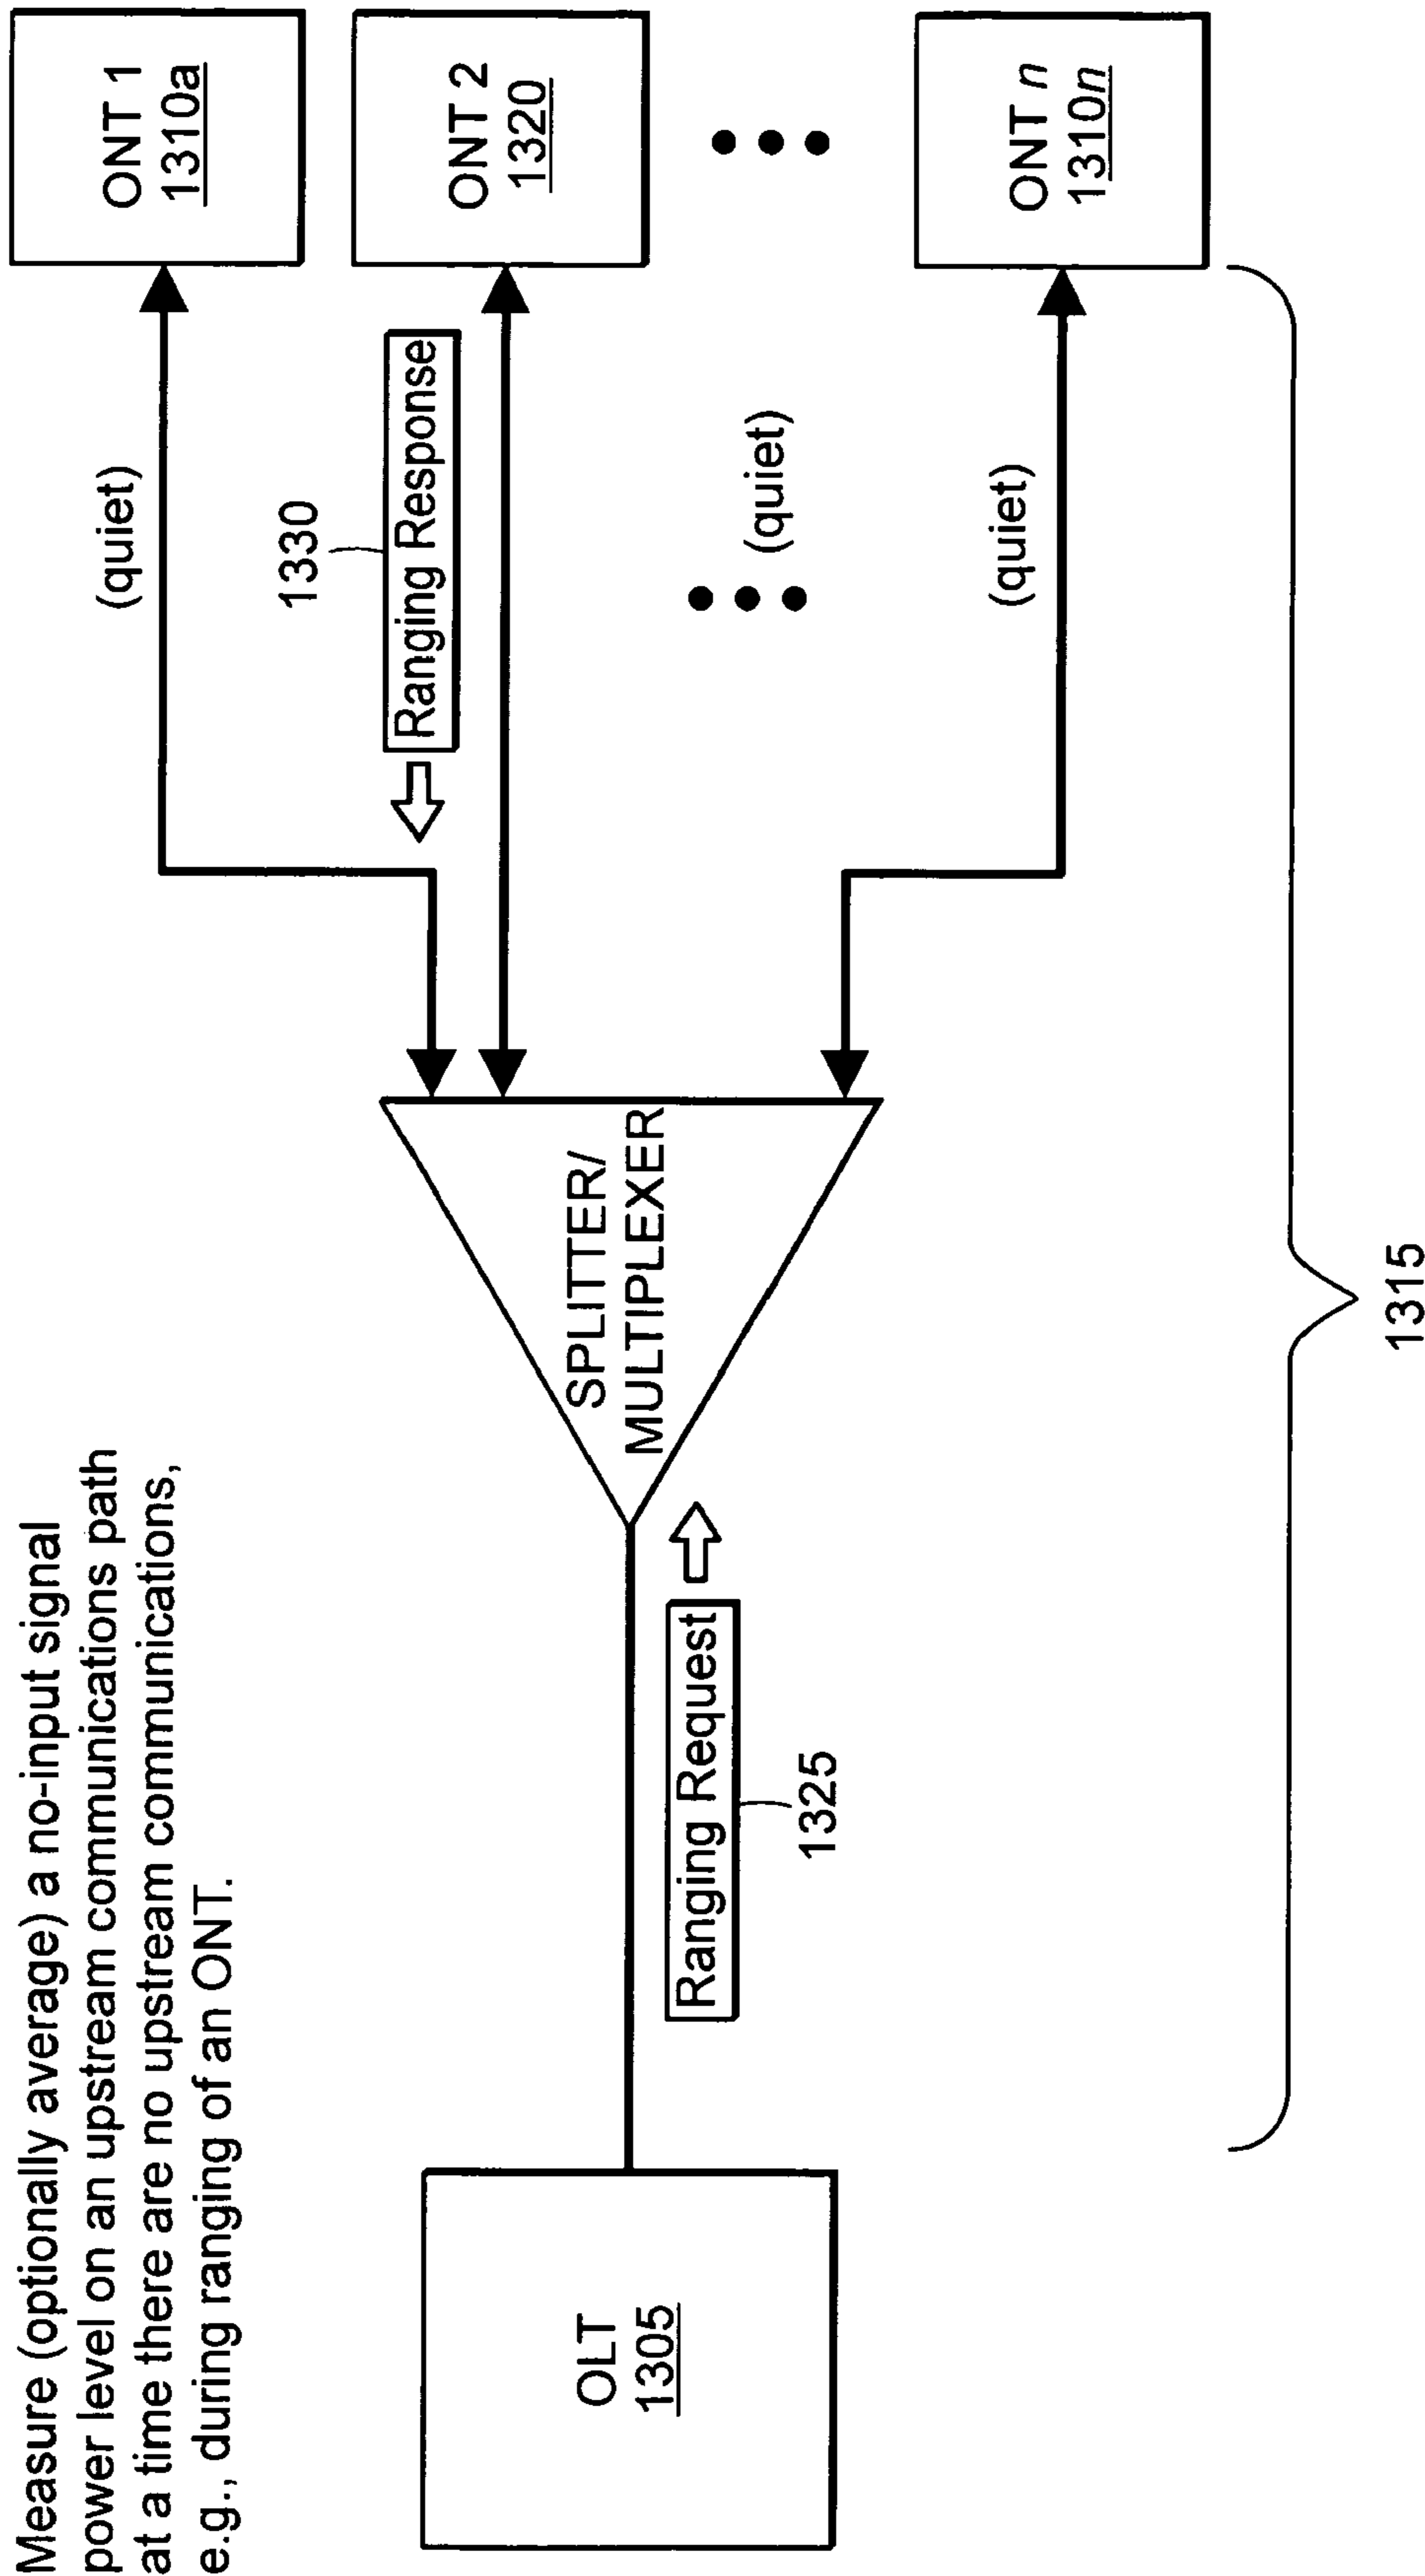 Measure (optionally average) a no-input signal
power level on an upstream communications path
at a time there are no upstream communications,
e.g., during ranging of an ONT.
OLT
1305
Ranging Request
1325
SPLITTER/
MULTIPLEXER
(quiet)
1330
Ranging Response
(quiet)
(quiet)
ONT 1
1310a
ONT 2
1320
ONT n
1310n
1315